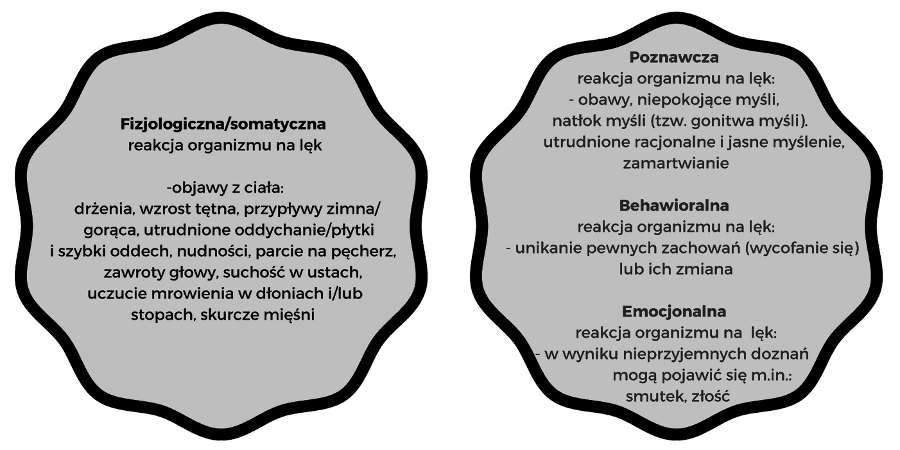 Fizjologiczna/somatyczna
reakcja organizmu na lęk
-objawy z ciała:
drżenia, wzrost tętna, przypływy zimna/
gorąca, utrudnione oddychanie/płytki
i szybki oddech, nudności, parcie na pęcherz,
zawroty głowy, suchość w ustach,
uczucie mrowienia w dłoniach i/lub
stopach, skurcze mięśni
Poznawcza
reakcja organizmu na lęk:
- obawy, niepokojące myśli,
natłok myśli (tzw. gonitwa myśli).
utrudnione racjonalne i jasne myślenie,
zamartwianie
Behawioralna
reakcja organizmu na lęk:
- unikanie pewnych zachowań (wycofanie się)
lub ich zmiana
Emocjonalna
reakcja organizmu na lęk:
- w wyniku nieprzyjemnych doznań
mogą pojawić się m.in.:
smutek, złość